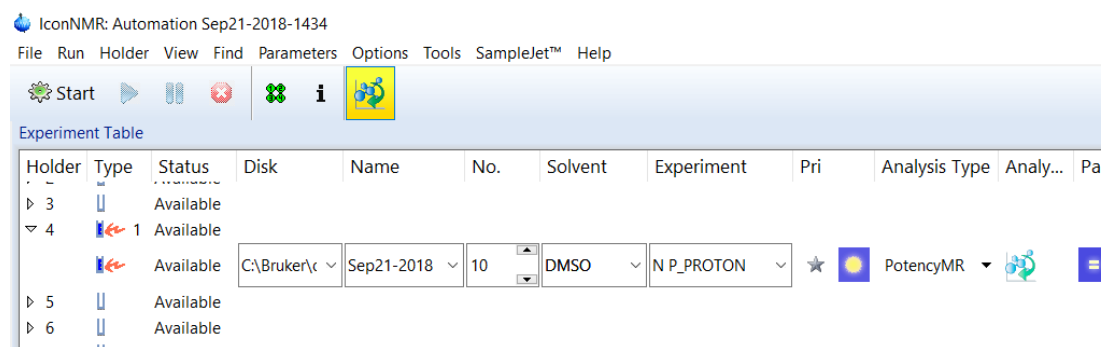 IconNMR: Automation Sep21-2018-1434
File Run Holder View Find Parameters Options Tools SampleJet™ Help
Start i
Experiment Table
Holder Type Status Disk Name No. Solvent Experiment Pri Analysis Type Analy... Pa
3 Available
4 1 Available
Available C:\Bruker\ Sep21-2018 10 DMSO N P_PROTON PotencyMR
5 Available
6 Available